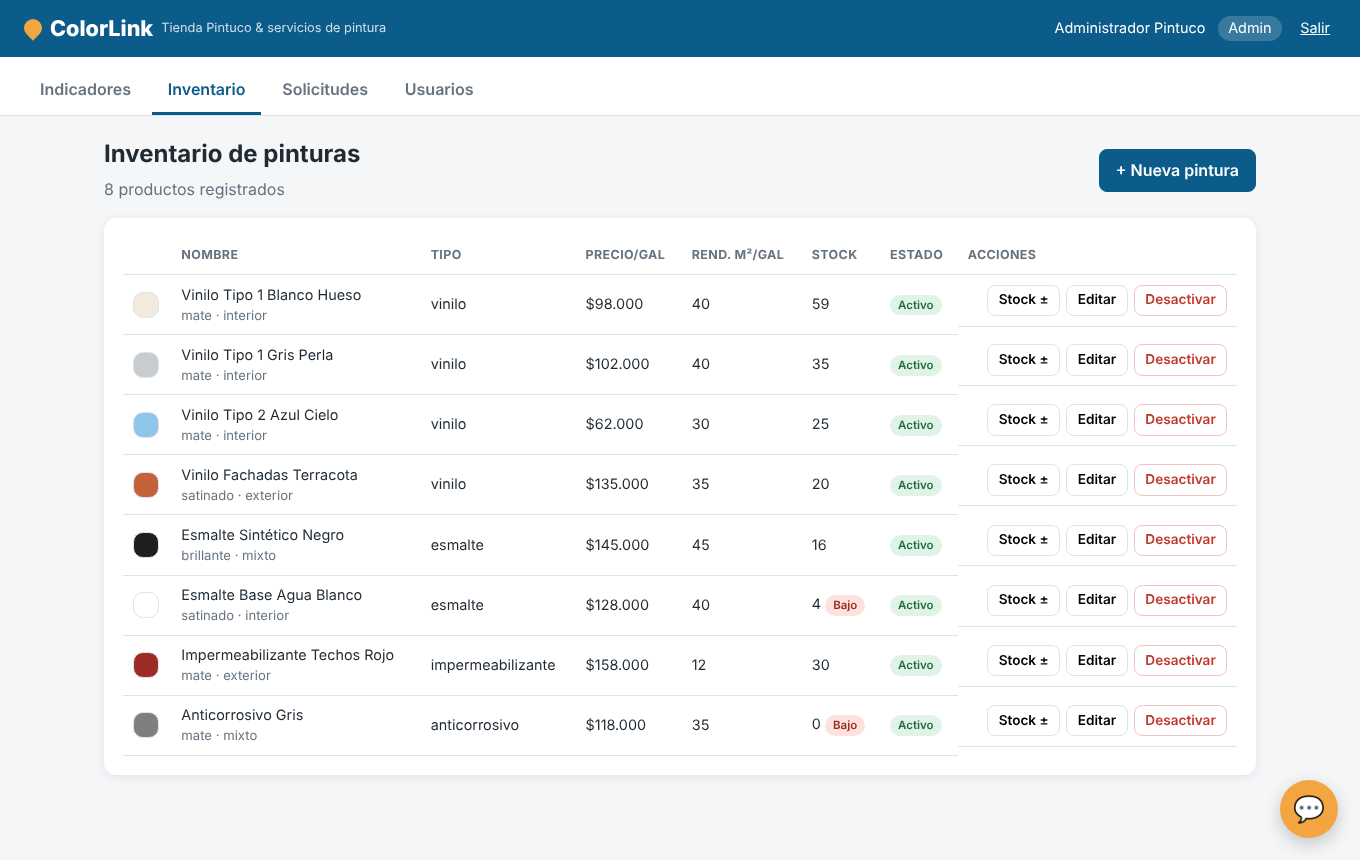 ColorLink Tienda Pintuco & servicios de pintura Administrador Pintuco Admin Salir
Indicadores Inventario Solicitudes Usuarios
Inventario de pinturas
8 productos registrados
+ Nueva pintura
NOMBRE TIPO PRECIO/GAL REND. M²/GAL STOCK ESTADO ACCIONES
Vinilo Tipo 1 Blanco Hueso
mate · interior
vinilo $98.000 40 59 Activo Stock ± Editar Desactivar
Vinilo Tipo 1 Gris Perla
mate · interior
vinilo $102.000 40 35 Activo Stock ± Editar Desactivar
Vinilo Tipo 2 Azul Cielo
mate · interior
vinilo $62.000 30 25 Activo Stock ± Editar Desactivar
Vinilo Fachadas Terracota
satinado · exterior
vinilo $135.000 35 20 Activo Stock ± Editar Desactivar
Esmalte Sintético Negro
brillante · mixto
esmalte $145.000 45 16 Activo Stock ± Editar Desactivar
Esmalte Base Agua Blanco
satinado · interior
esmalte $128.000 40 4 Bajo Activo Stock ± Editar Desactivar
Impermeabilizante Techos Rojo
mate · exterior
impermeabilizante $158.000 12 30 Activo Stock ± Editar Desactivar
Anticorrosivo Gris
mate · mixto
anticorrosivo $118.000 35 0 Bajo Activo Stock ± Editar Desactivar